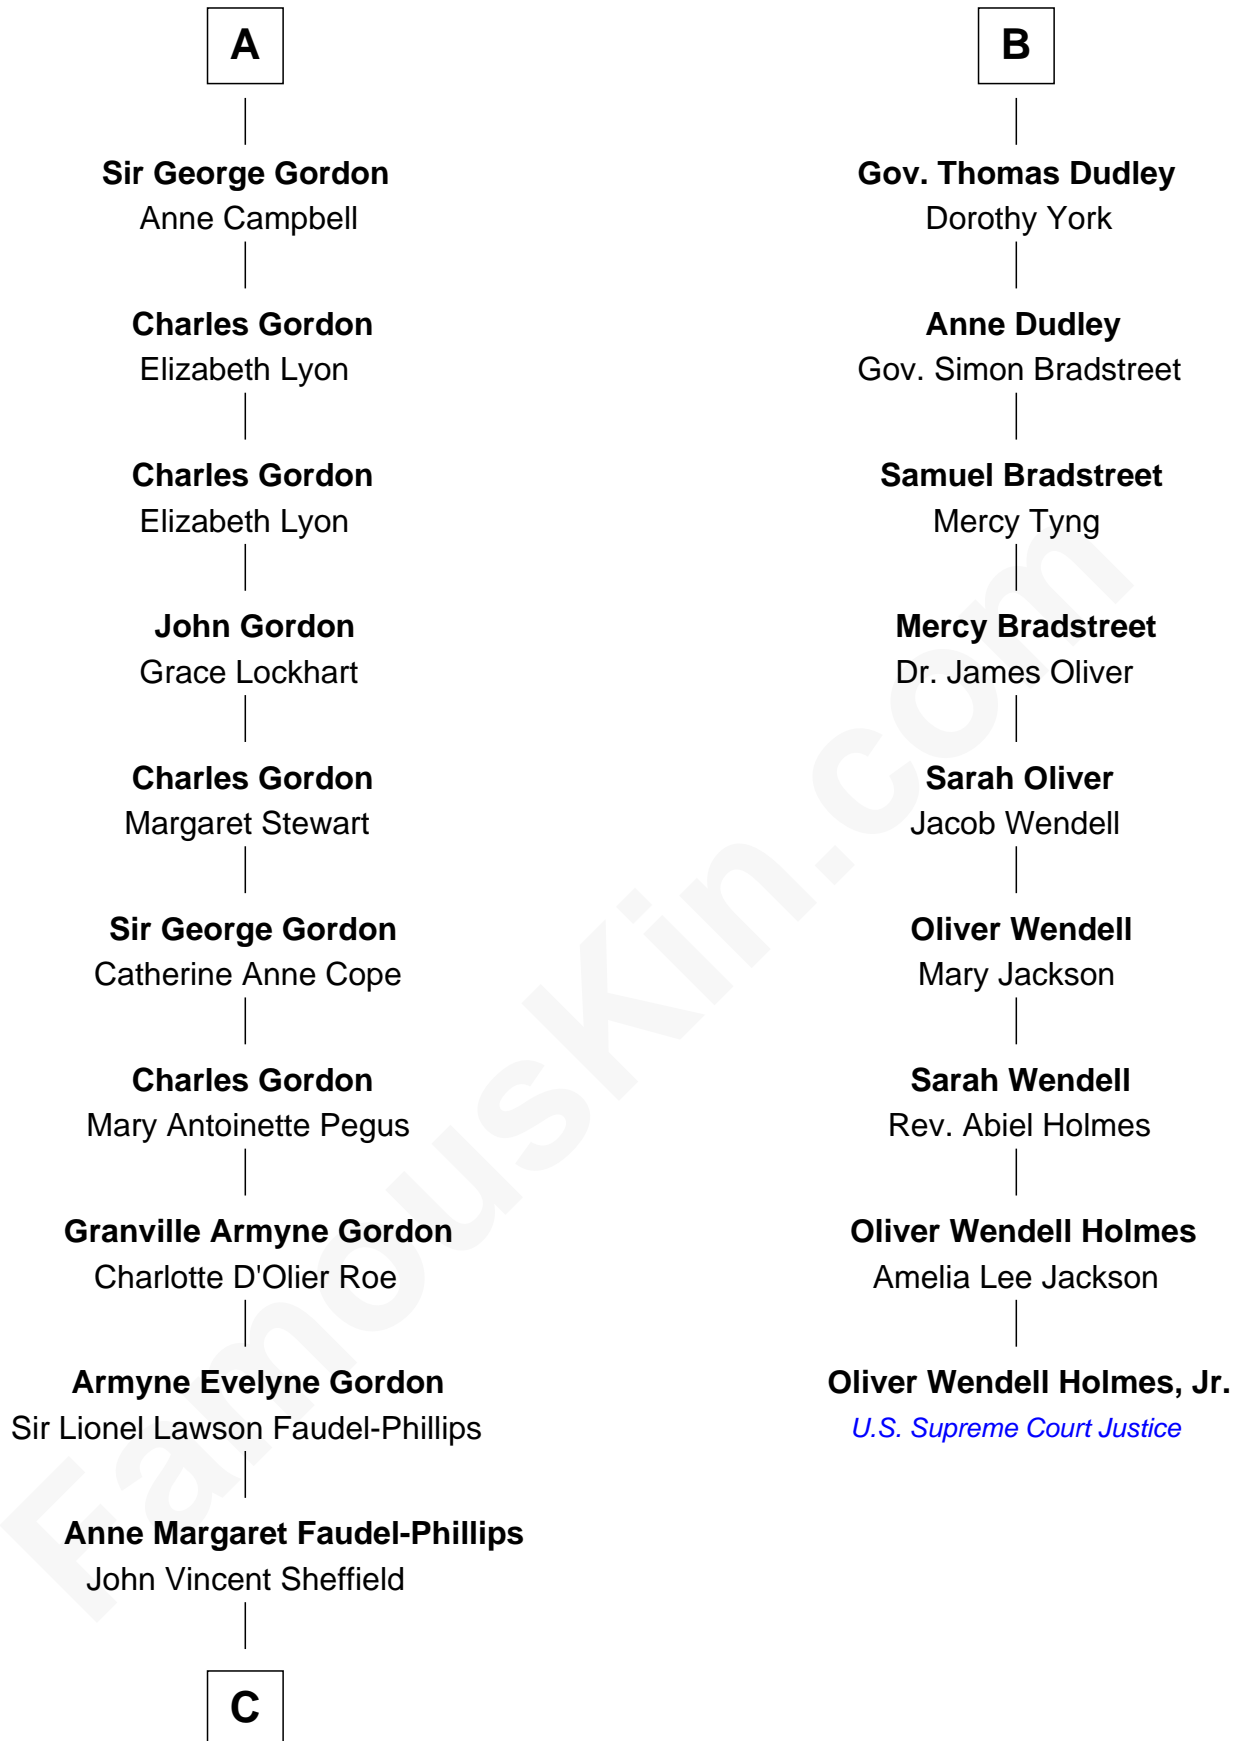 A
Sir George Gordon
Anne Campbell
Charles Gordon
Elizabeth Lyon
Charles Gordon
Elizabeth Lyon
John Gordon
Grace Lockhart
Charles Gordon
Margaret Stewart
Sir George Gordon
Catherine Anne Cope
Charles Gordon
Mary Antoinette Pegus
Granville Armyne Gordon
Charlotte D'Olier Roe
Armyne Evelyne Gordon
Sir Lionel Lawson Faudel-Phillips
Anne Margaret Faudel-Phillips
John Vincent Sheffield
C
B
Gov. Thomas Dudley
Dorothy York
Anne Dudley
Gov. Simon Bradstreet
Samuel Bradstreet
Mercy Tyng
Mercy Bradstreet
Dr. James Oliver
Sarah Oliver
Jacob Wendell
Oliver Wendell
Mary Jackson
Sarah Wendell
Rev. Abiel Holmes
Oliver Wendell Holmes
Amelia Lee Jackson
Oliver Wendell Holmes, Jr.
U.S. Supreme Court Justice
FamousKin.com